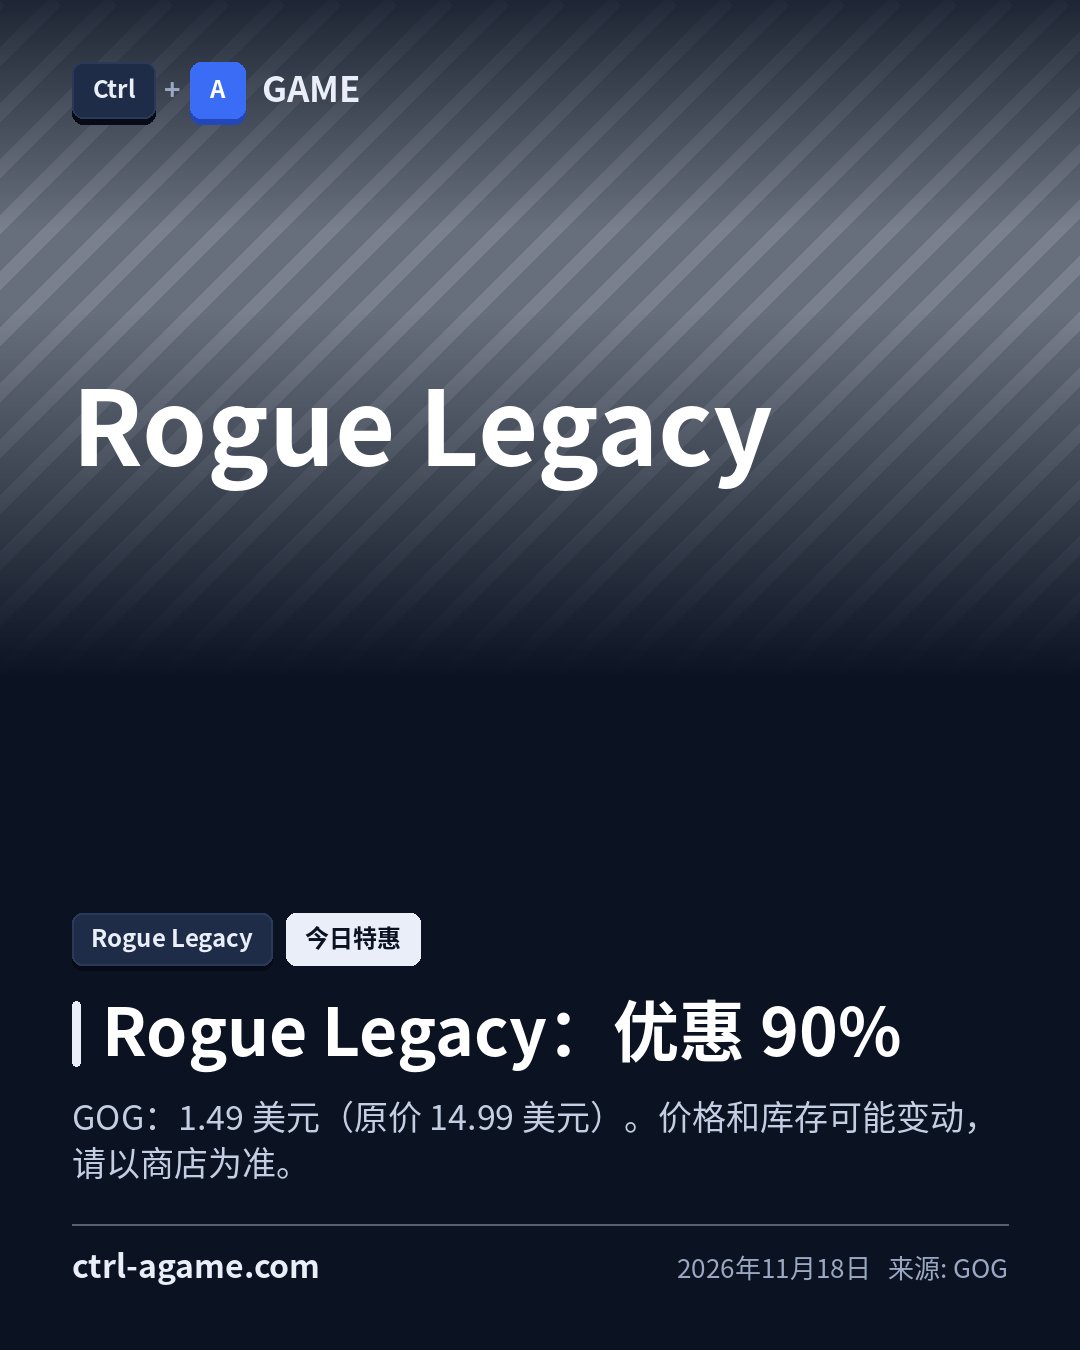 Ctrl + A GAME
Rogue Legacy
Rogue Legacy 今日特惠
Rogue Legacy：优惠 90%
GOG：1.49 美元（原价 14.99 美元）。价格和库存可能变动，
请以商店为准。
ctrl-agame.com 2026年11月18日 来源: GOG